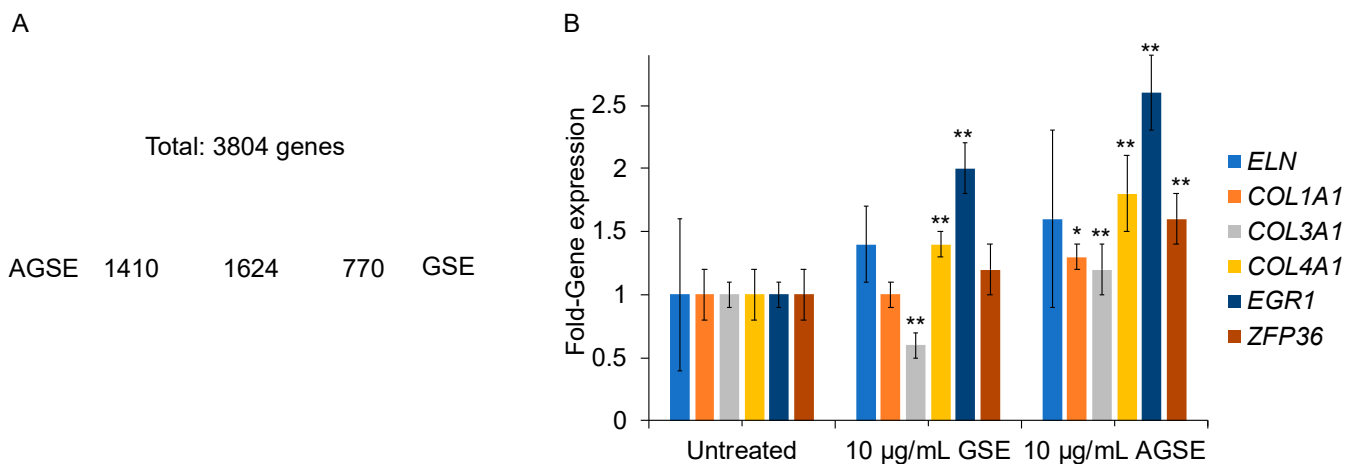 A
Total: 3804 genes
AGSE 1410 1624 770 GSE
B
Fold-Gene expression
2.5
2
1.5
1
0.5
0
** ** **
* ** ** ** **
Untreated 10 µg/mL GSE 10 µg/mL AGSE
ELN
COL1A1
COL3A1
COL4A1
EGR1
ZFP36